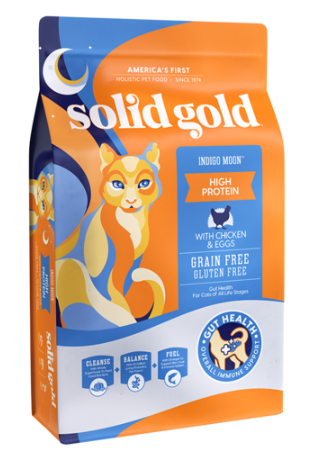 AMERICA'S FIRST
HOLISTIC PET FOOD | SINCE 1974
solid gold
INDIGO MOON™
HIGH
PROTEIN
WITH CHICKEN
& EGGS
GRAIN FREE
GLUTEN FREE
Gut Health
For Cats of All Life Stages
GUT HEALTH
OVERALL IMMUNE SUPPORT
CLEANSE
BALANCE
FUEL
solid gold